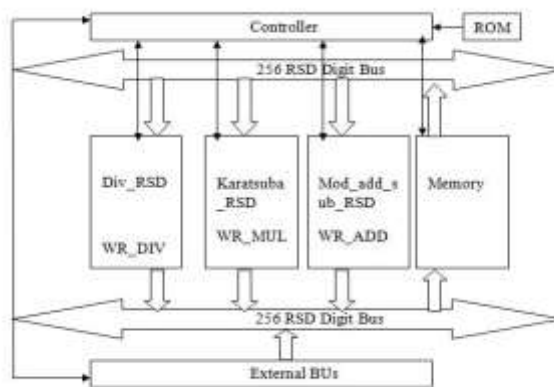 Controller
ROM
256 RSD Digit Bus
Div_RSD
WR_DIV
Karatsuba
_RSD
WR_MUL
Mod_add_s
ub_RSD
WR_ADD
Memory
256 RSD Digit Bus
External BUs